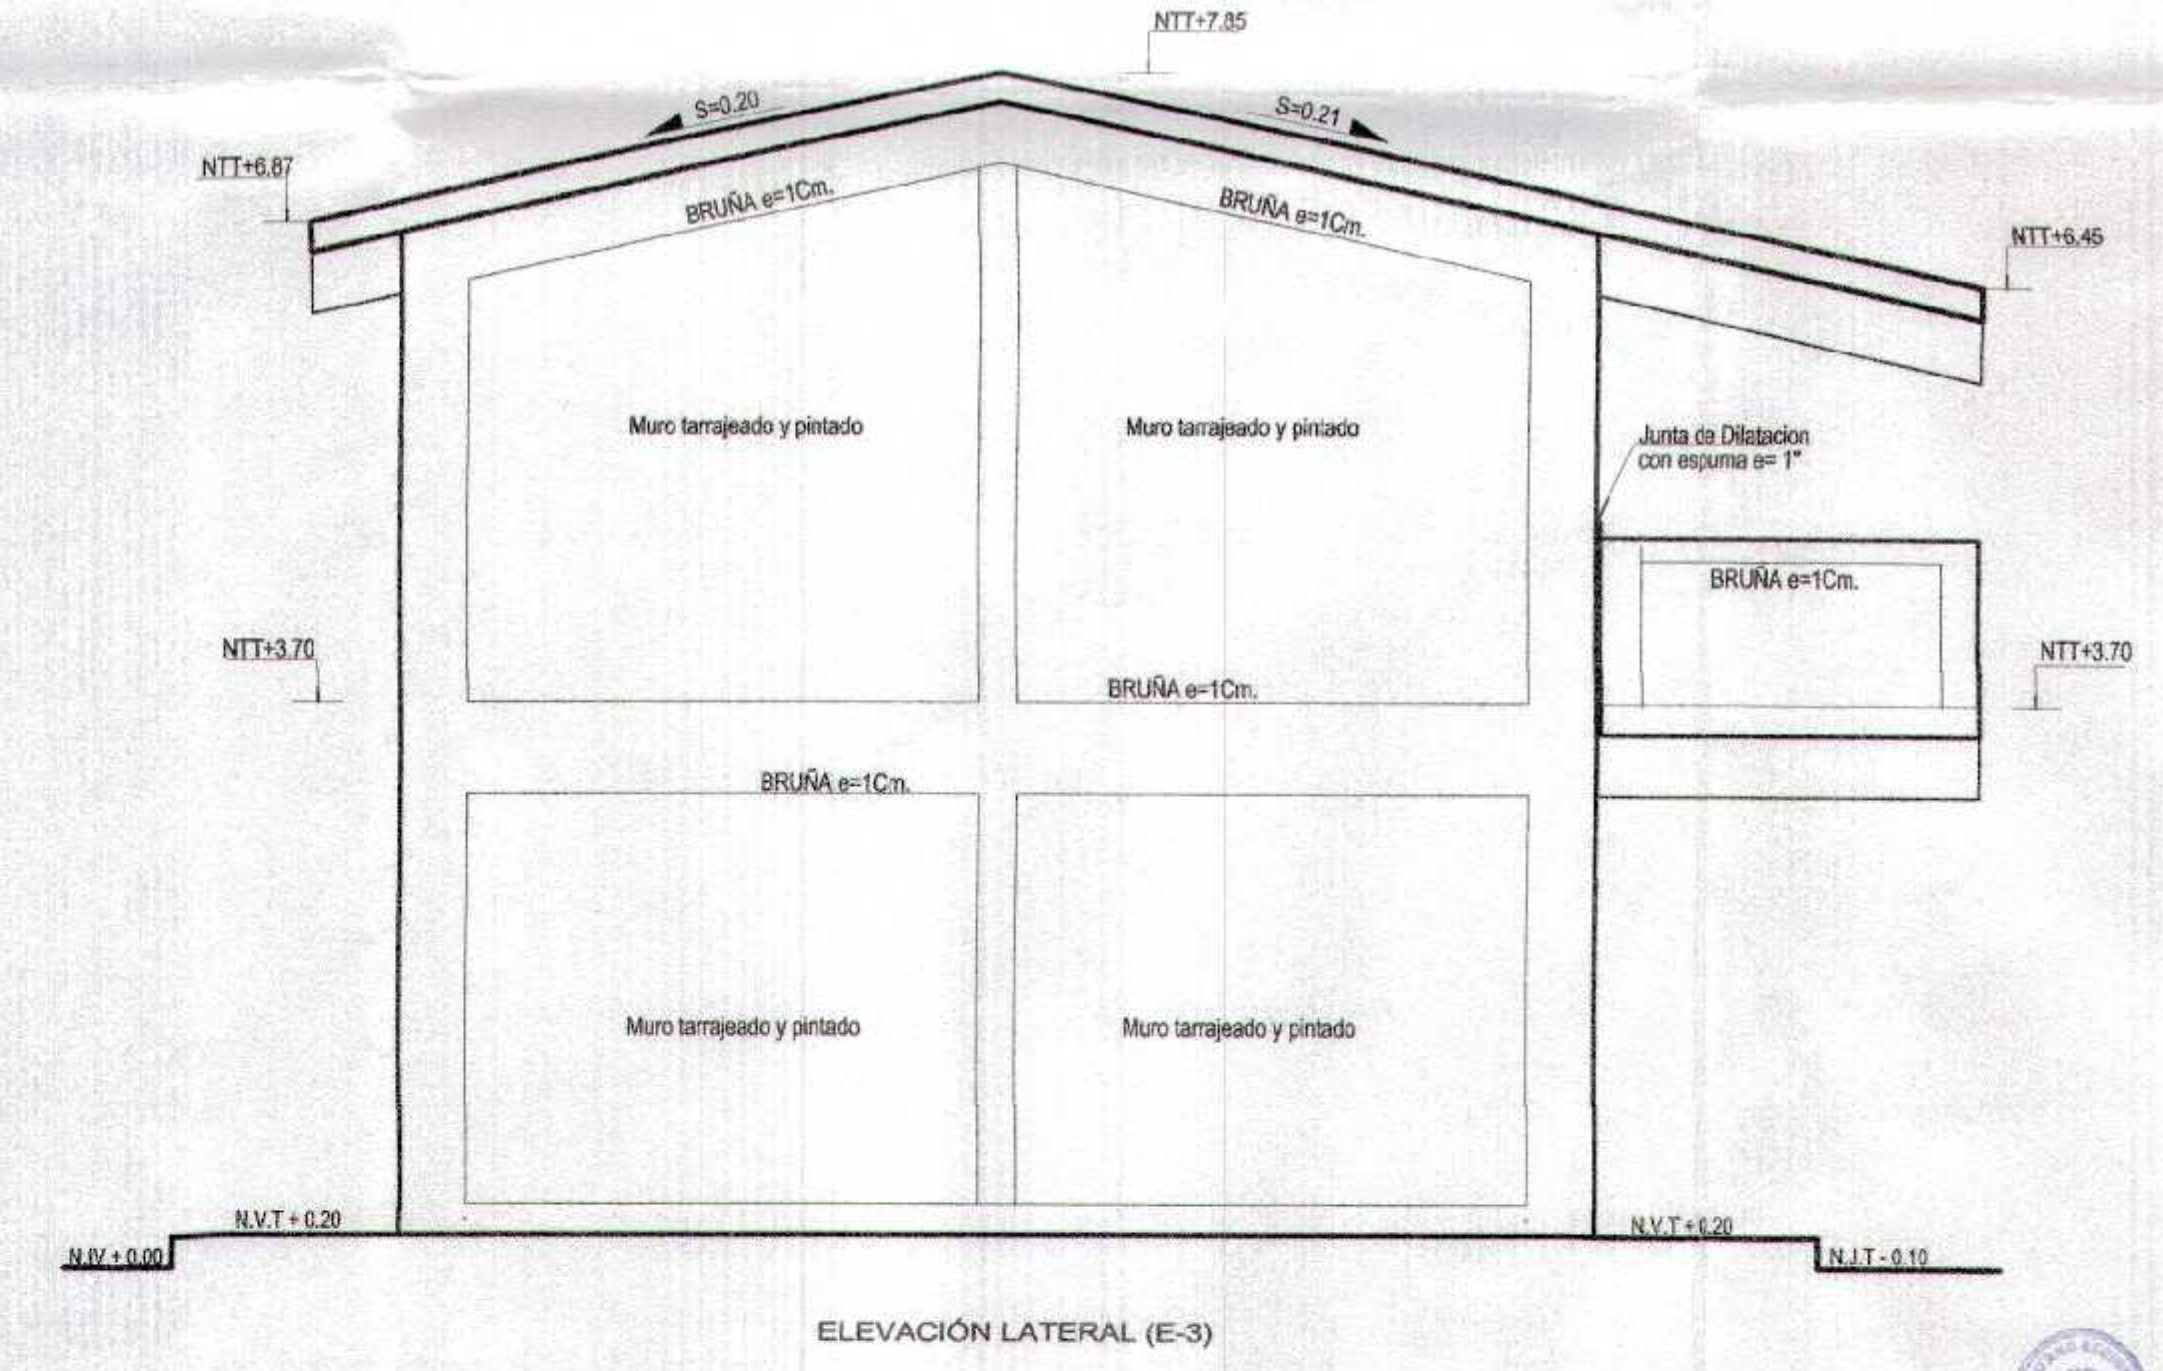 NTT+7.85
S=0.20
S=0.21
NTT+6.87
BRUÑA e=1Cm.
BRUÑA e=1Cm.
NTT+6.45
Muro tarrajeado y pintado
Muro tarrajeado y pintado
Junta de Dilatacion
con espuma e= 1"
BRUÑA e=1Cm.
NTT+3.70
NTT+3.70
BRUÑA e=1Cm.
BRUÑA e=1Cm.
Muro tarrajeado y pintado
Muro tarrajeado y pintado
N.V.T + 0.20
N.V.T + 0.20
N.IV + 0.00
N.J.T - 0.10
ELEVACIÓN LATERAL (E-3)